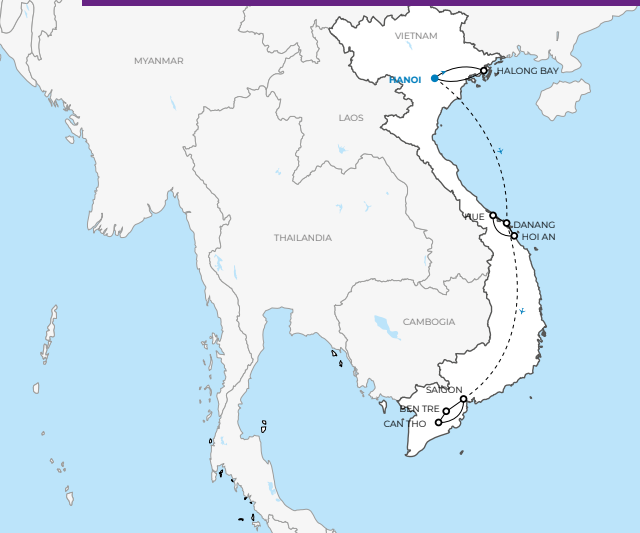 VIETNAM
MYANMAR
HALONG BAY
HANOI
LAOS
HUE
DANANG
HOI AN
THAILANDIA
CAMBOGIA
SAIGON
BEN TRE
CAN THO